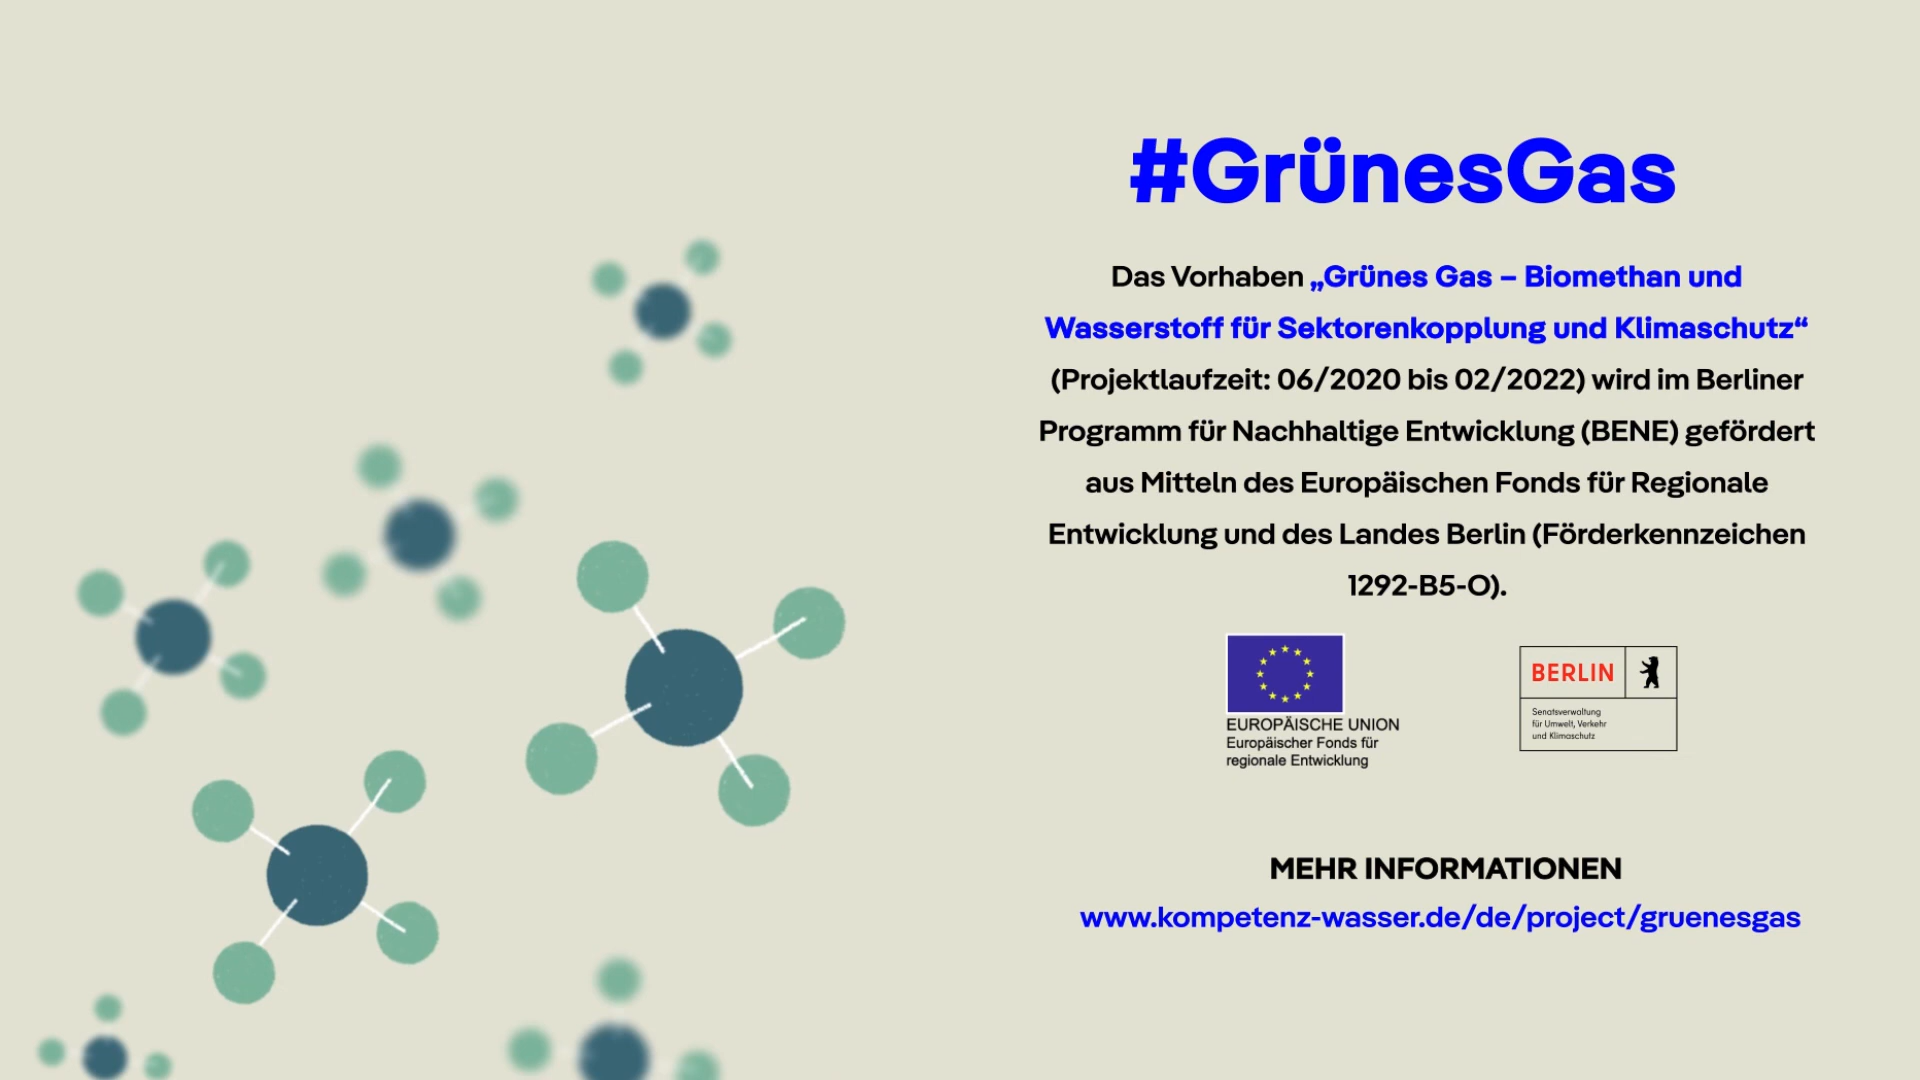 #GrünesGas
Das Vorhaben „Grünes Gas – Biomethan und
Wasserstoff für Sektorenkopplung und Klimaschutz“
(Projektlaufzeit: 06/2020 bis 02/2022) wird im Berliner
Programm für Nachhaltige Entwicklung (BENE) gefördert
aus Mitteln des Europäischen Fonds für Regionale
Entwicklung und des Landes Berlin (Förderkennzeichen
1292-B5-O).
EUROPÄISCHE UNION
Europäischer Fonds für
regionale Entwicklung
BERLIN
Senatsverwaltung
für Umwelt, Verkehr
und Klimaschutz
MEHR INFORMATIONEN
www.kompetenz-wasser.de/de/project/gruenesgas